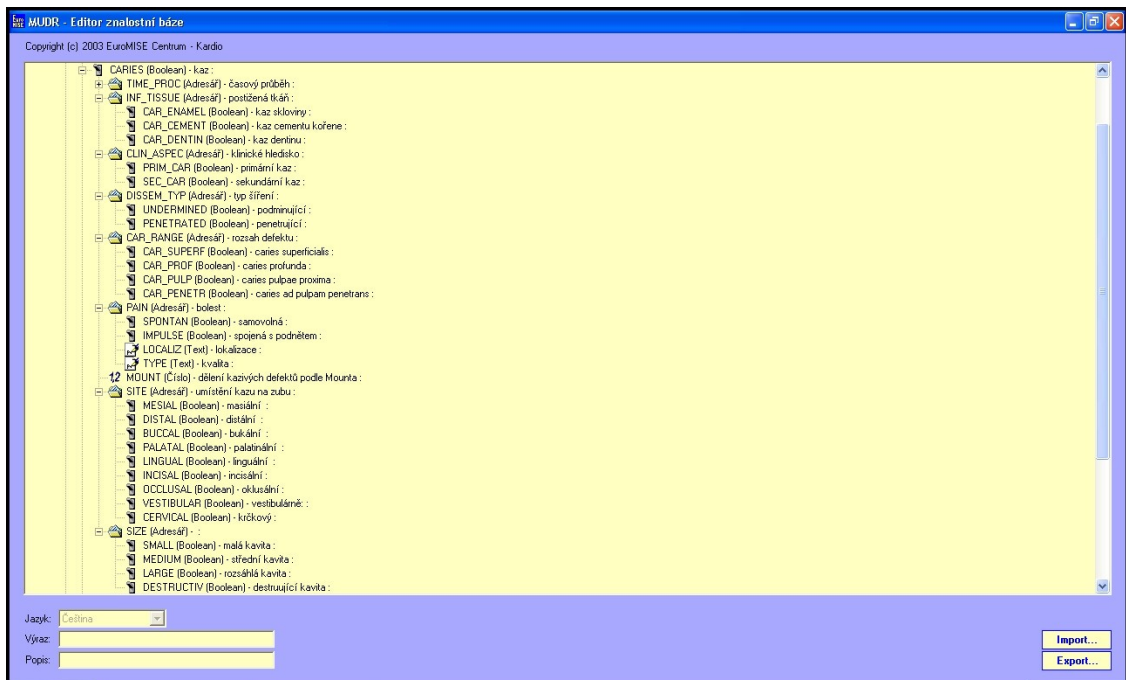 Euro MISE MUDR - Editor znalostní báze
Copyright (c) 2003 EuroMISE Centrum - Kardio
CARIES (Boolean) - kaz :
TIME_PROC (Adresář) - časový průběh :
INF_TISSUE (Adresář) - postižená tkáň :
CAR_ENAMEL (Boolean) - kaz skloviny :
CAR_CEMENT (Boolean) - kaz cementu kořene :
CAR_DENTIN (Boolean) - kaz dentinu :
CLIN_ASPEC (Adresář) - klinické hledisko :
PRIM_CAR (Boolean) - primární kaz :
SEC_CAR (Boolean) - sekundární kaz :
DISSEM_TYP (Adresář) - typ šíření :
UNDERMINED (Boolean) - podminující :
PENETRATED (Boolean) - penetrující :
CAR_RANGE (Adresář) - rozsah defektu :
CAR_SUPERF (Boolean) - caries superficialis :
CAR_PROF (Boolean) - caries profunda :
CAR_PULP (Boolean) - caries pulpae proxima :
CAR_PENETR (Boolean) - caries ad pulpam penetrans :
PAIN (Adresář) - bolest :
SPONTAN (Boolean) - samovolná :
IMPULSE (Boolean) - spojená s podnětem :
LOCALIZ (Text) - lokalizace :
TYPE (Text) - kvalita :
12 MOUNT (Číslo) - dělení kazivých defektů podle Mounta :
SITE (Adresář) - umístění kazu na zubu :
MESIAL (Boolean) - masiální :
DISTAL (Boolean) - distální :
BUCCAL (Boolean) - bukální :
PALATAL (Boolean) - palatinální :
LINGUAL (Boolean) - linguální :
INCISAL (Boolean) - incisální :
OCCLUSAL (Boolean) - oklusální :
VESTIBULAR (Boolean) - vestibulárně: :
CERVICAL (Boolean) - krčkový :
SIZE (Adresář) - :
SMALL (Boolean) - malá kavita :
MEDIUM (Boolean) - střední kavita :
LARGE (Boolean) - rozsáhlá kavita :
DESTRUCTIV (Boolean) - destruující kavita :
Jazyk: Čeština
Výraz:
Popis:
Import...
Export...